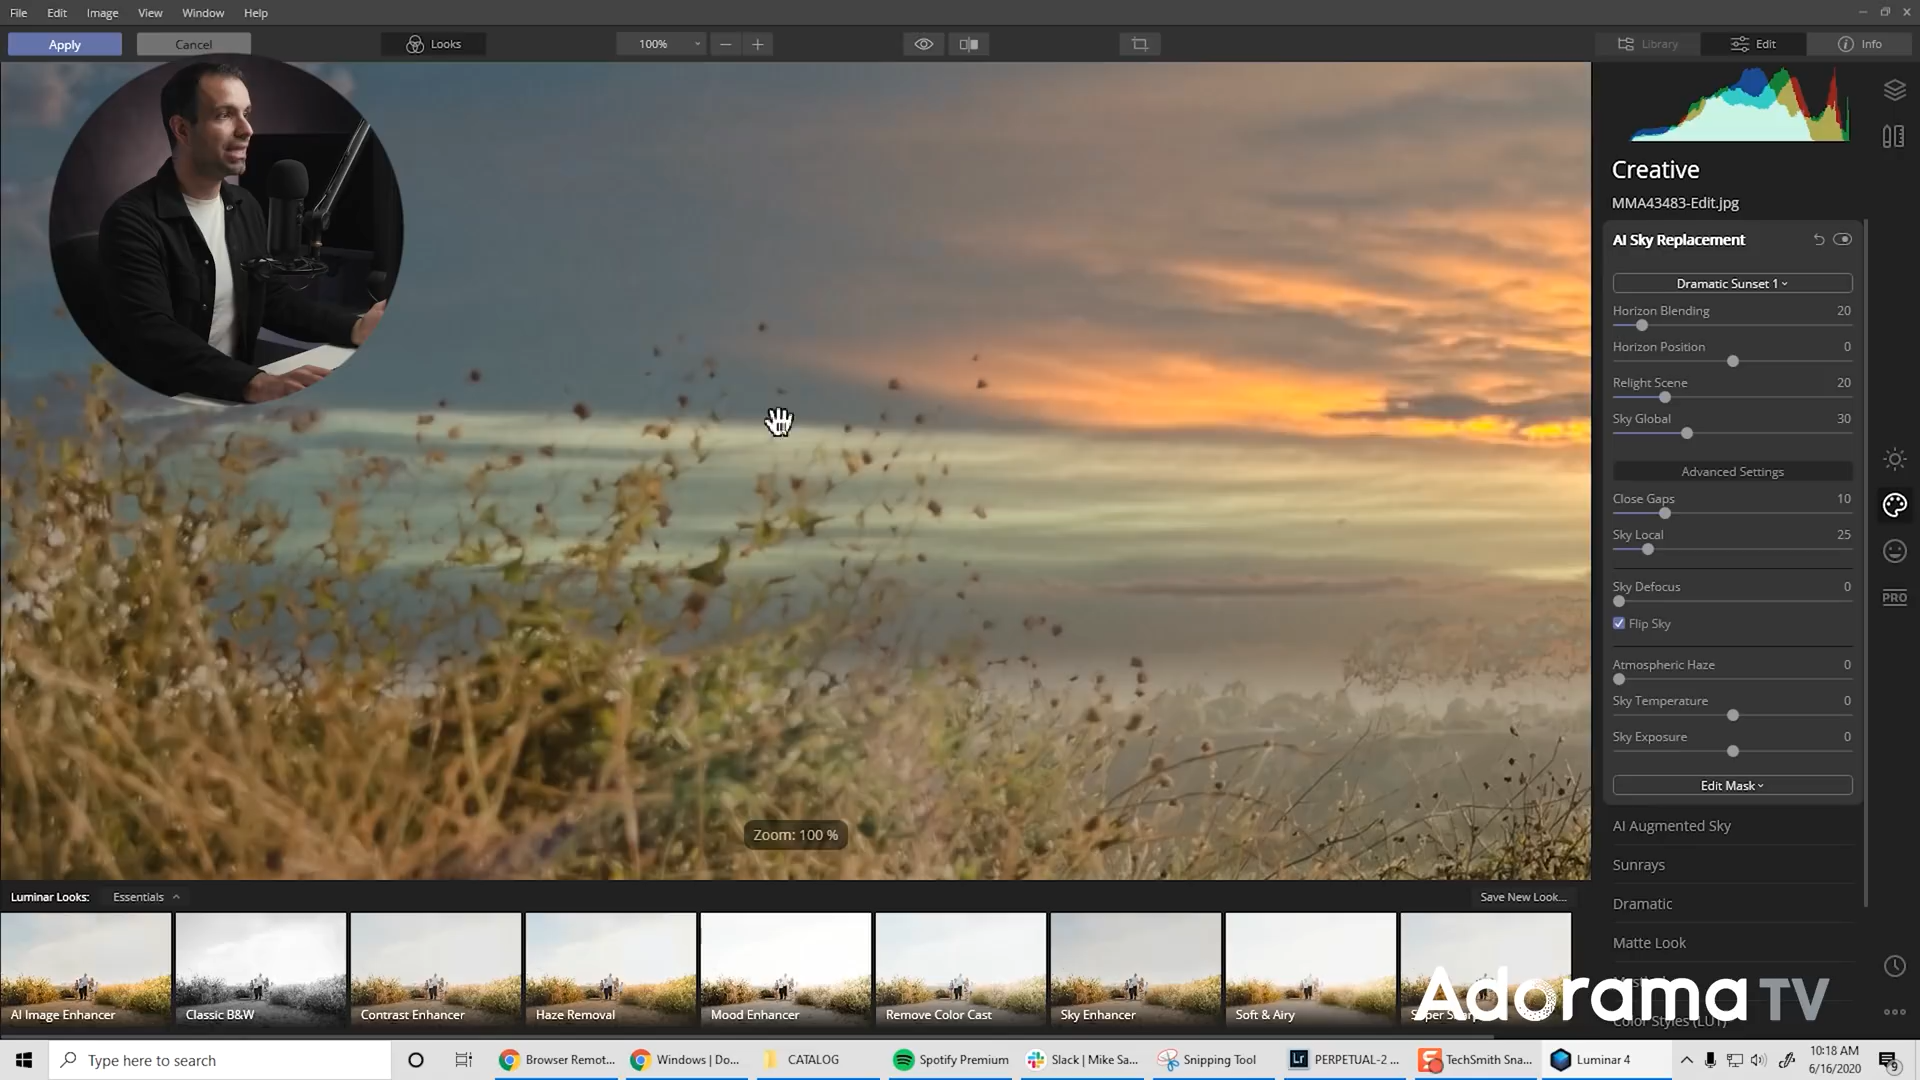 File Edit Image View Window Help
Apply Cancel Looks 100% Library Edit Info
Creative
MMA43483-Edit.jpg
AI Sky Replacement
Dramatic Sunset 1
Horizon Blending 20
Horizon Position 0
Relight Scene 20
Sky Global 30
Advanced Settings
Close Gaps 10
Sky Local 25
Sky Defocus 0
Flip Sky
Atmospheric Haze 0
Sky Temperature 0
Sky Exposure 0
Edit Mask
AI Augmented Sky
Sunrays
Dramatic
Matte Look
Color Styles (LUT)
PRO
Zoom: 100 %
Luminar Looks: Essentials Save New Look...
AI Image Enhancer Classic B&W Contrast Enhancer Haze Removal Mood Enhancer Remove Color Cast Sky Enhancer Soft & Airy
Adorama TV
Type here to search Browser Remot... Windows | Do... CATALOG Spotify Premium Slack | Mike Sa... Snipping Tool Lr PERPETUAL-2 ... TechSmith Sna... Luminar 4 10:18 AM
6/16/2020 9